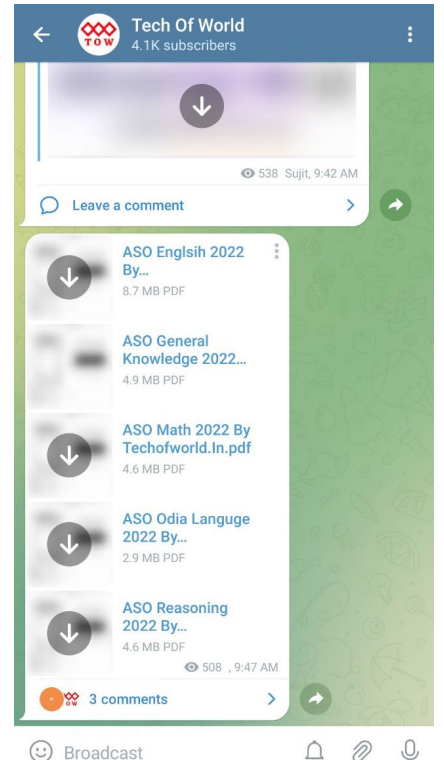 Tech Of World
TOW
4.1K subscribers
538 Sujit, 9:42 AM
Leave a comment
ASO Englsih 2022
By...
8.7 MB PDF
ASO General
Knowledge 2022...
4.9 MB PDF
ASO Math 2022 By
Techofworld.In.pdf
4.6 MB PDF
ASO Odia Languge
2022 By...
2.9 MB PDF
ASO Reasoning
2022 By...
4.6 MB PDF
508 , 9:47 AM
TOW
3 comments
Broadcast